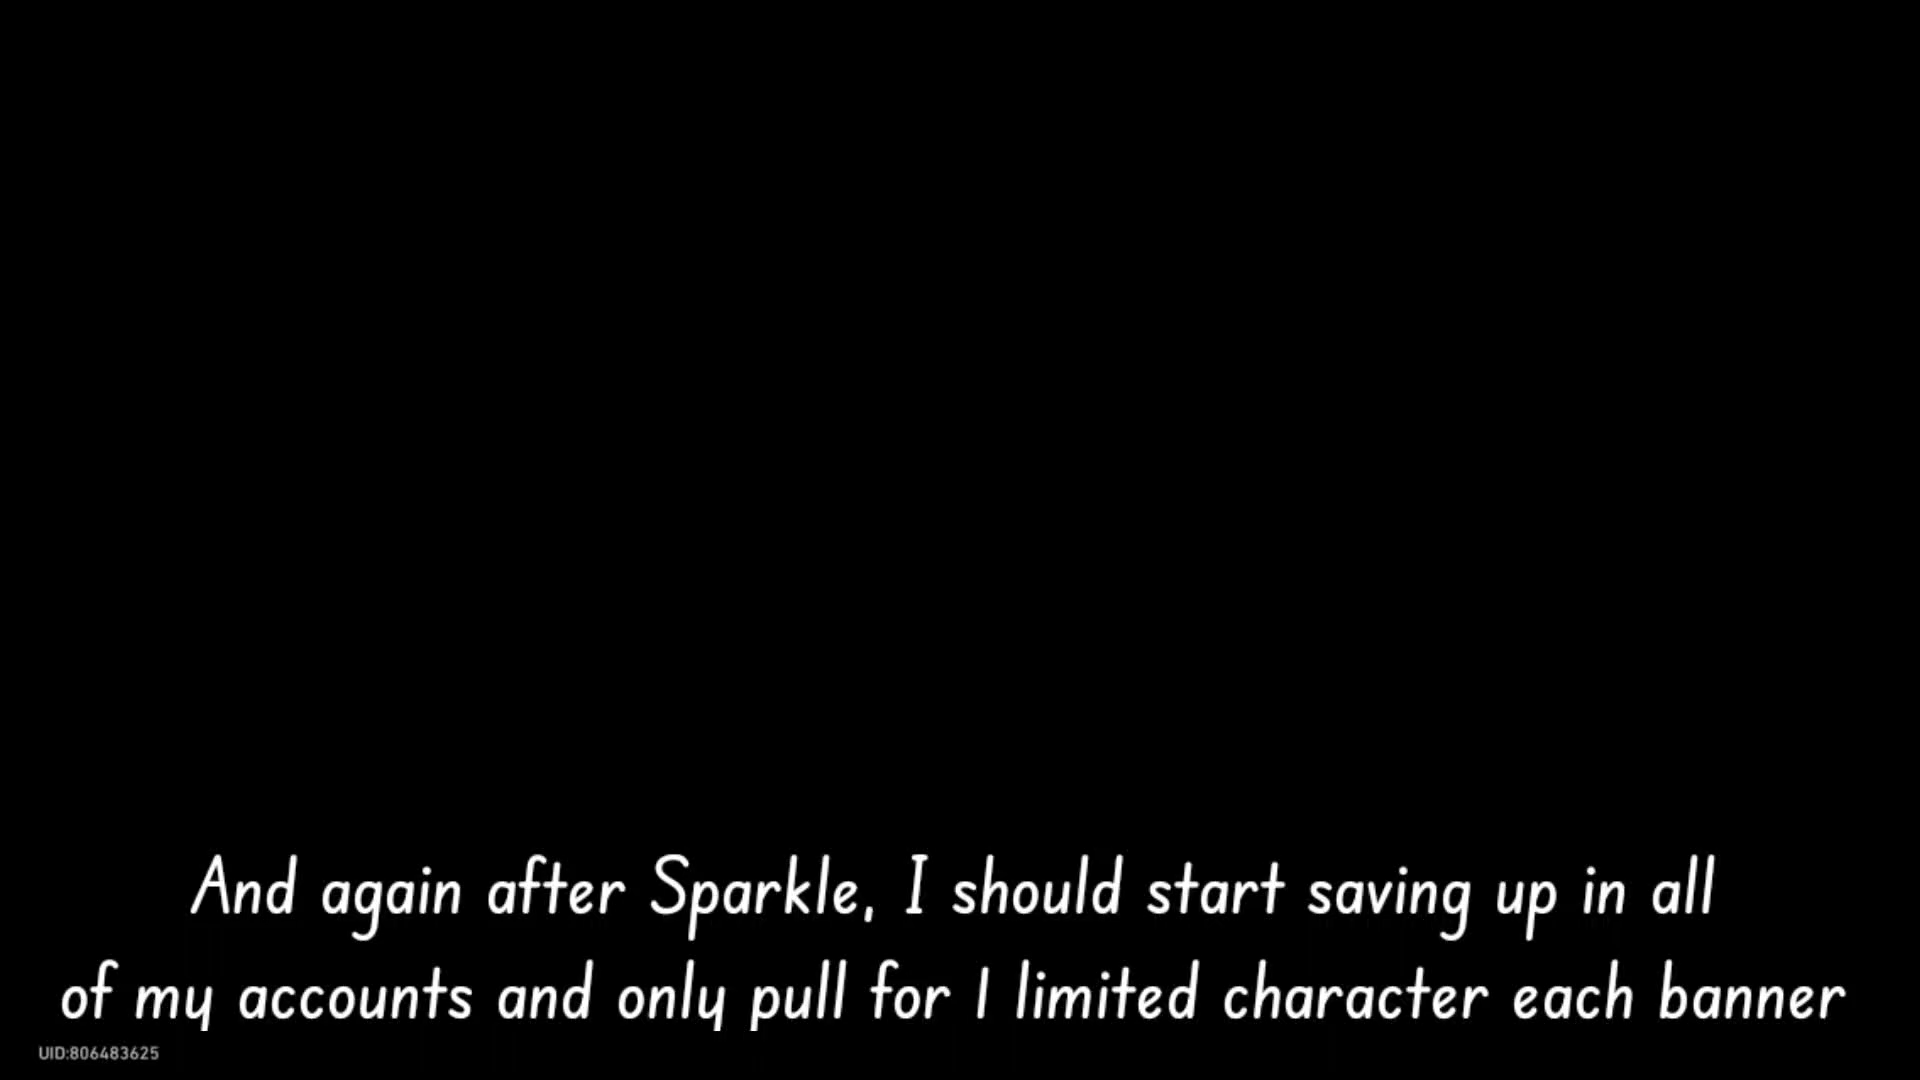 And again after Sparkle, I should start saving up in all
of my accounts and only pull for 1 limited character each banner
UID:806483625